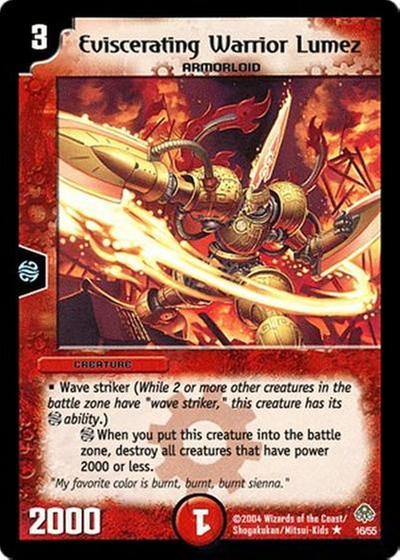 3 Eviscerating Warrior Lumez
ARMORLOID
CREATURE
▪ Wave striker (While 2 or more other creatures in the
battle zone have "wave striker," this creature has its
ability.)
When you put this creature into the battle
zone, destroy all creatures that have power
2000 or less.
"My favorite color is burnt, burnt, burnt sienna."
2000
1
©2004 Wizards of the Coast/
Shogakukan/Mitsui-Kids ★ 16/55